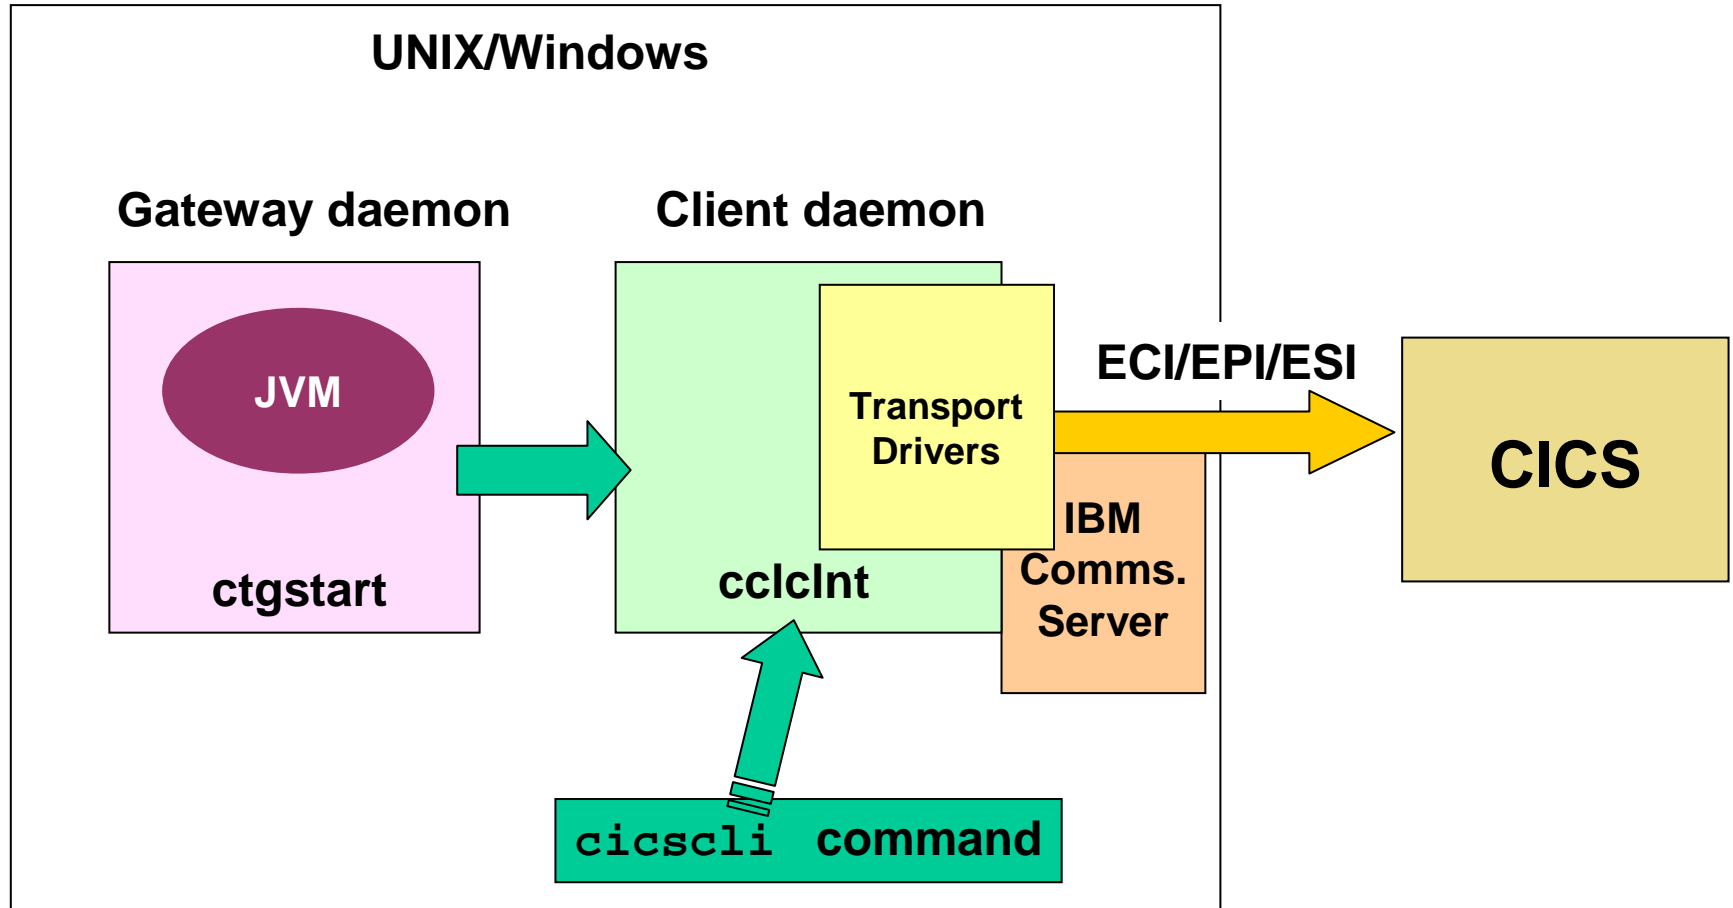 UNIX/Windows
Gateway daemon
Client daemon
JVM
ctgstart
Transport
Drivers
cclclnt
IBM
Comms.
Server
ECI/EPI/ESI
CICS
cicscli command